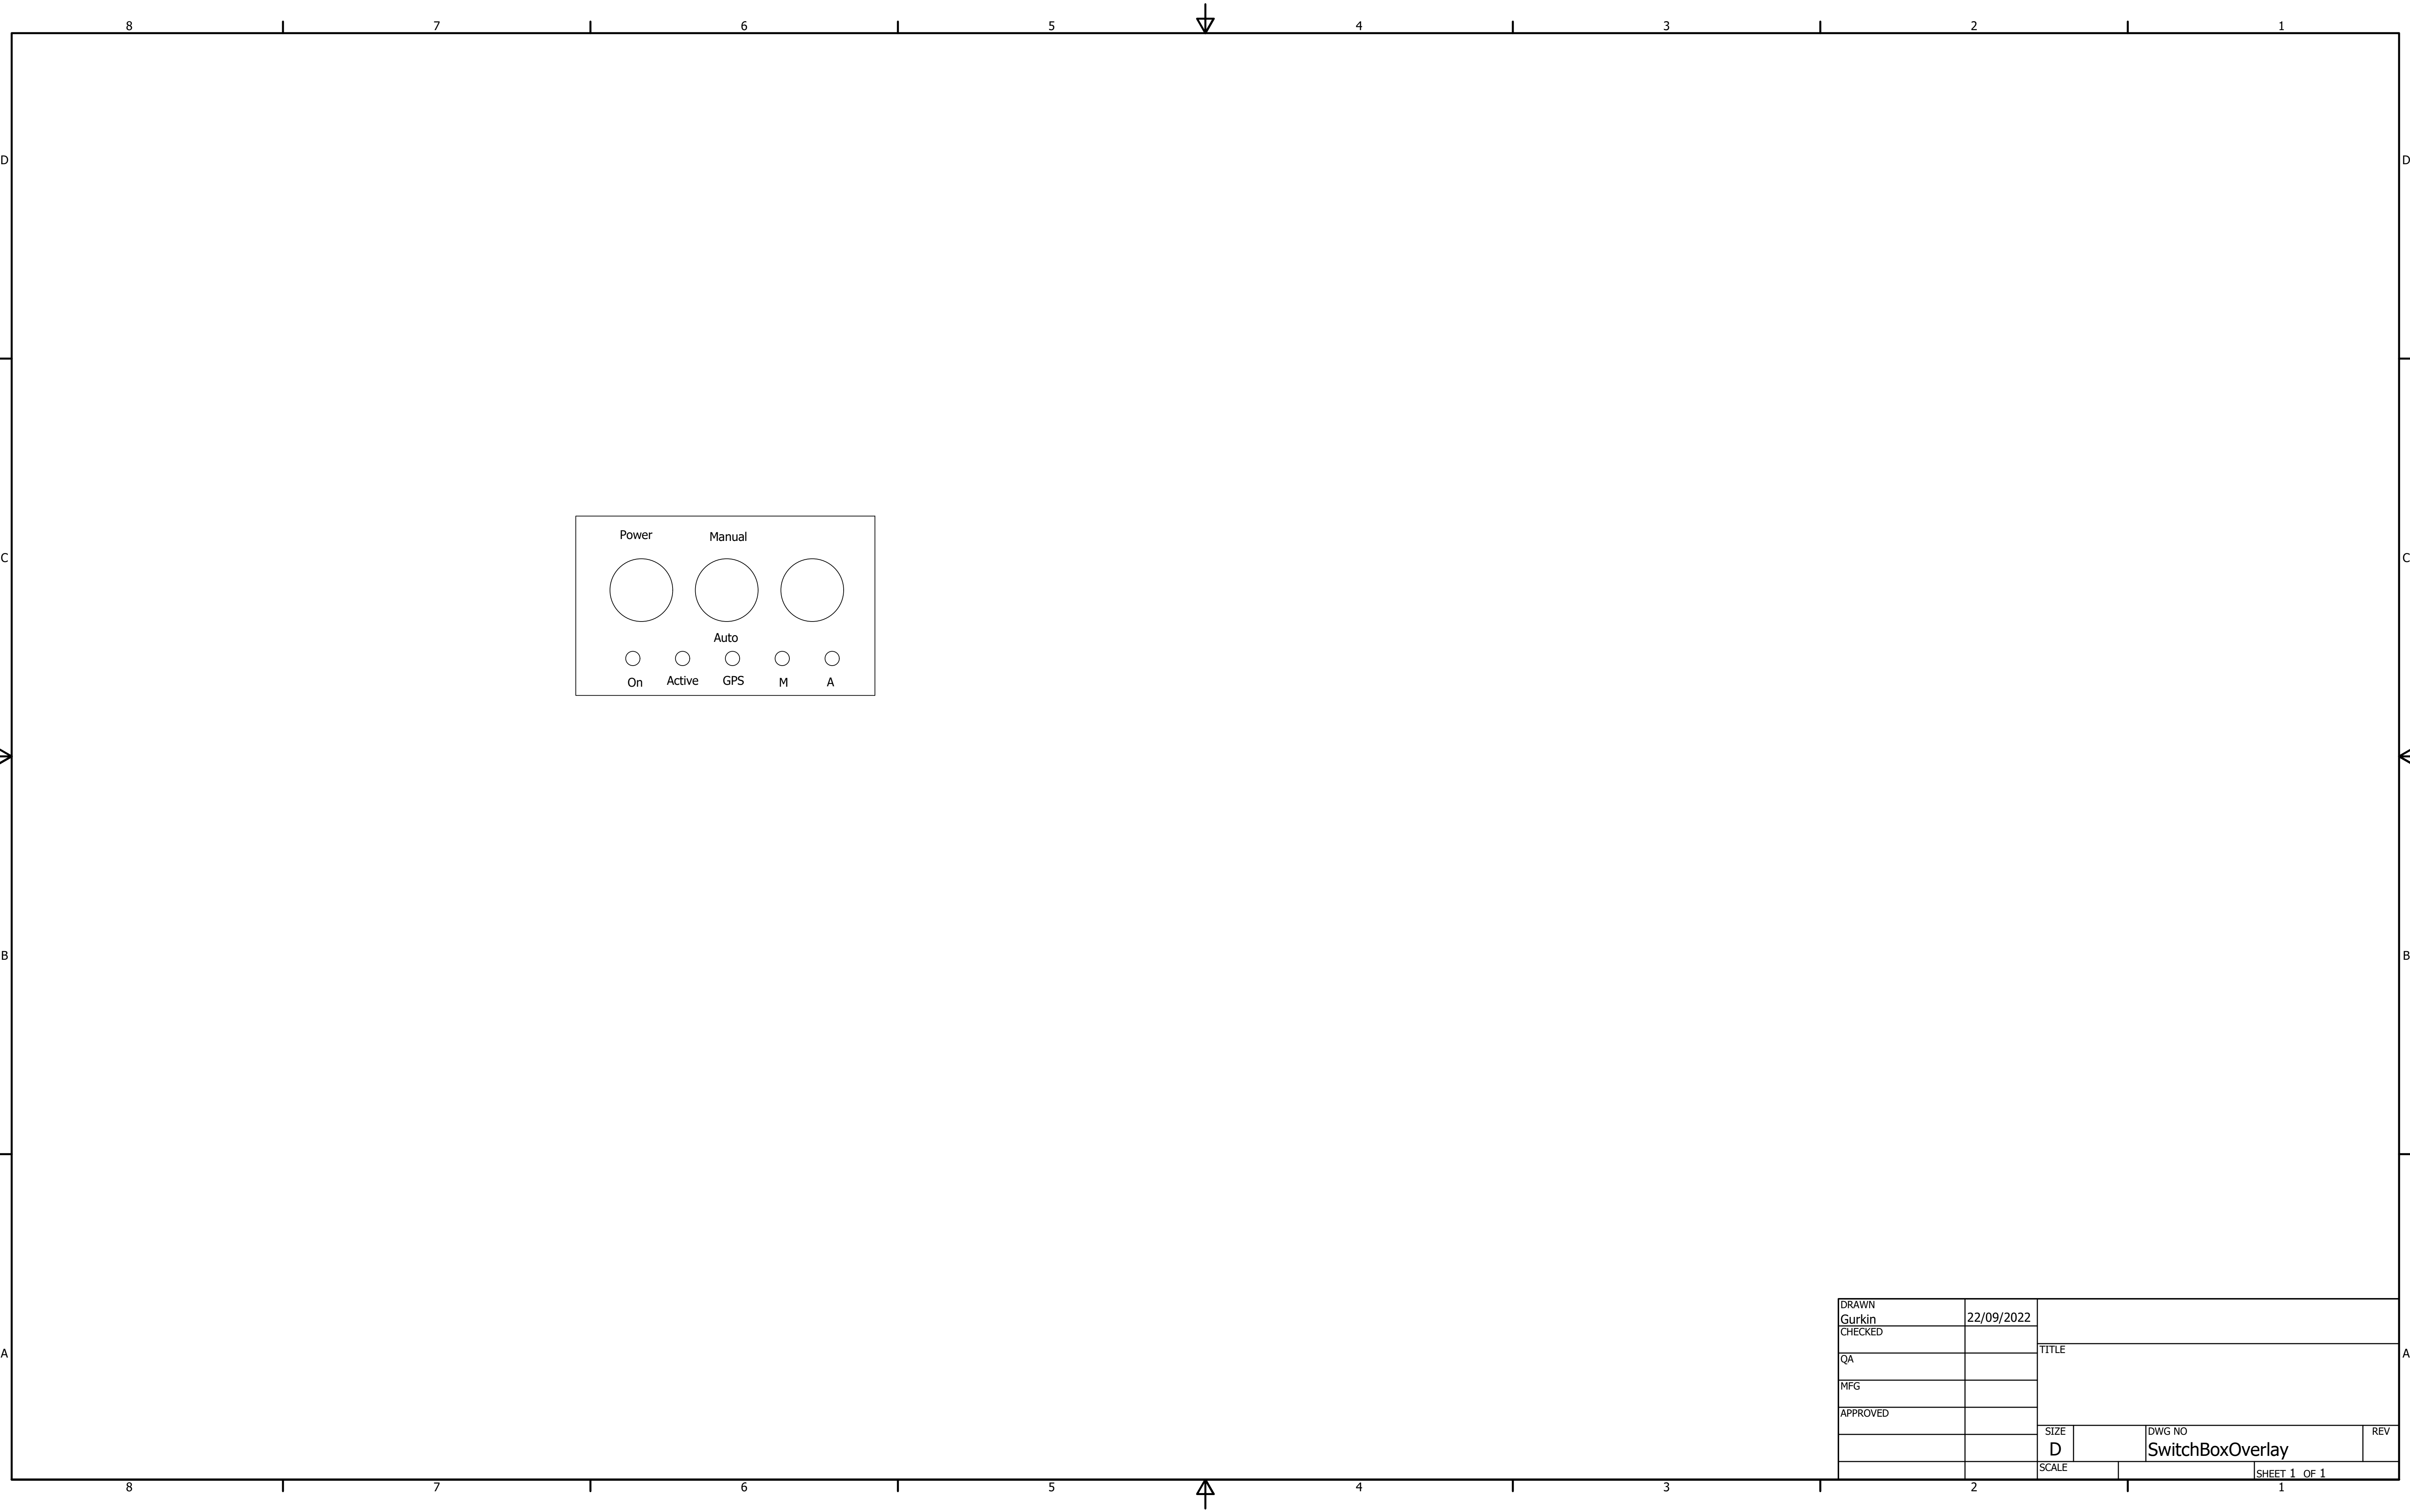 8 7 6 5 4 3 2 1
D D
Power Manual
C C
Auto
On Active GPS M A
B B
DRAWN
Gurkin 22/09/2022
CHECKED
TITLE
A A
QA
MFG
APPROVED
SIZE DWG NO REV
D SwitchBoxOverlay
SCALE SHEET 1 OF 1
8 7 6 5 4 3 2 1